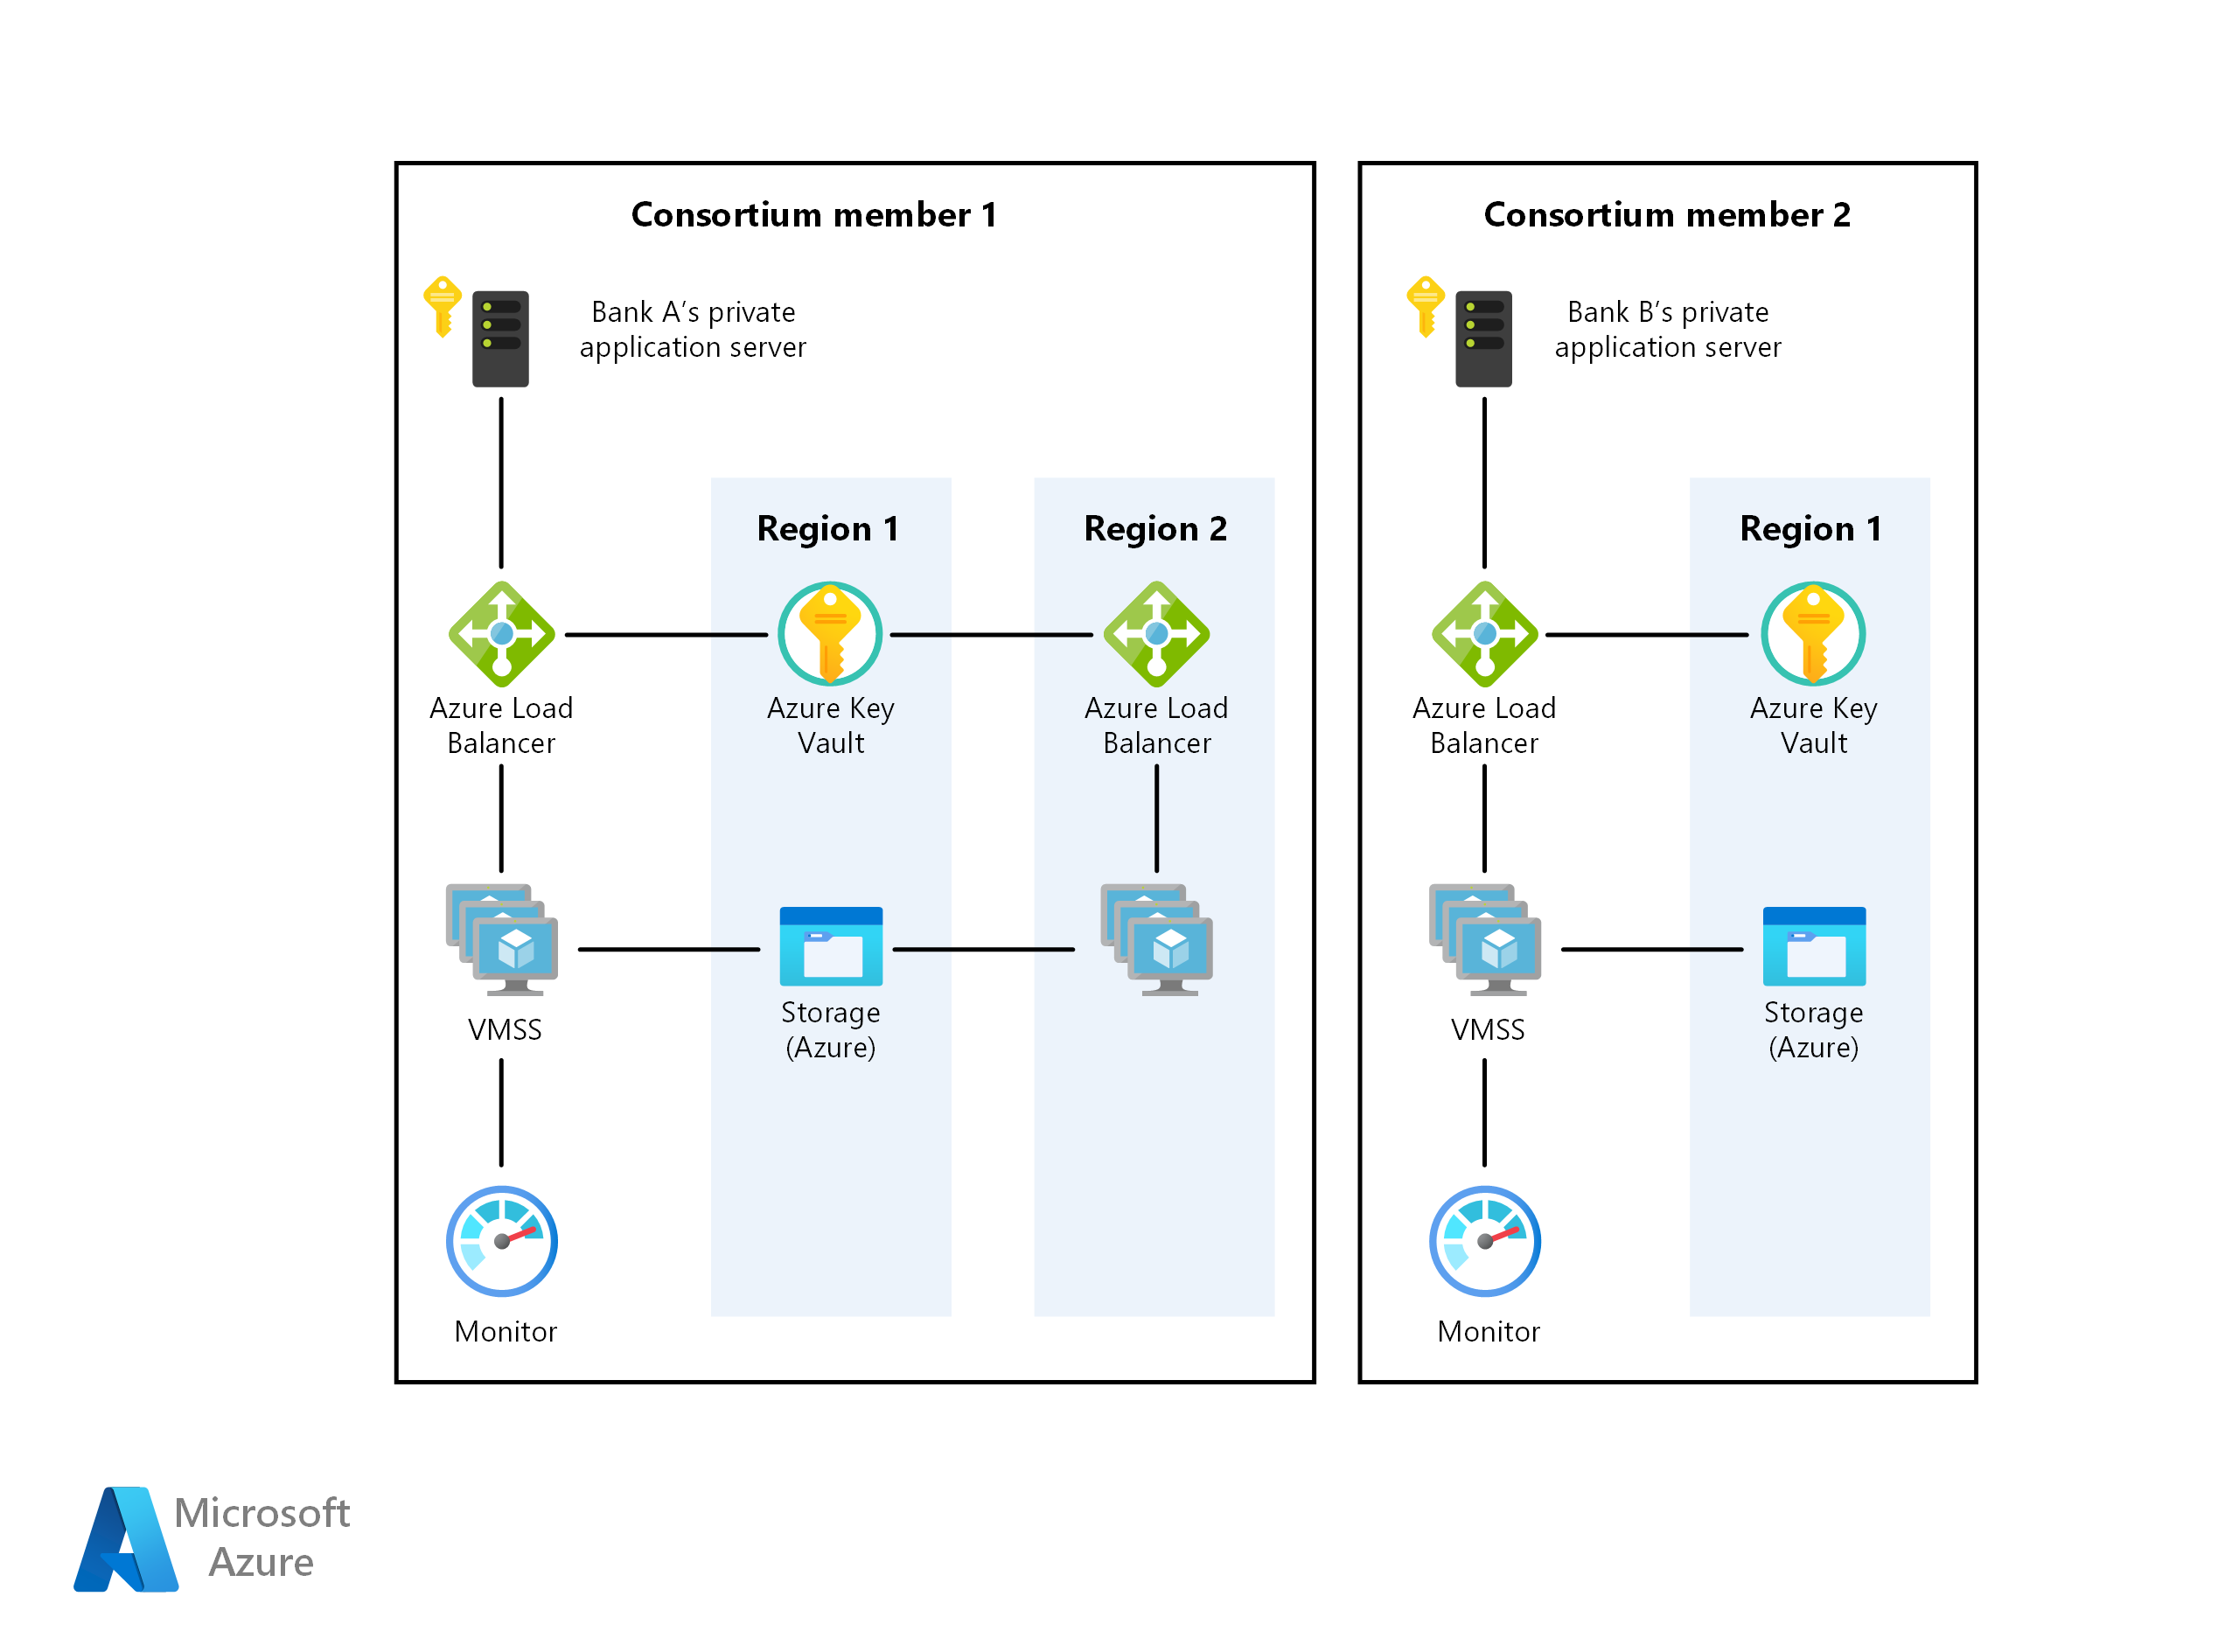 Consortium member 1
Bank A’s private
application server
Region 1
Region 2
Azure Load
Balancer
Azure Key
Vault
Azure Load
Balancer
VMSS
Storage
(Azure)
Monitor
Consortium member 2
Bank B’s private
application server
Region 1
Azure Load
Balancer
Azure Key
Vault
VMSS
Storage
(Azure)
Monitor
Microsoft
Azure